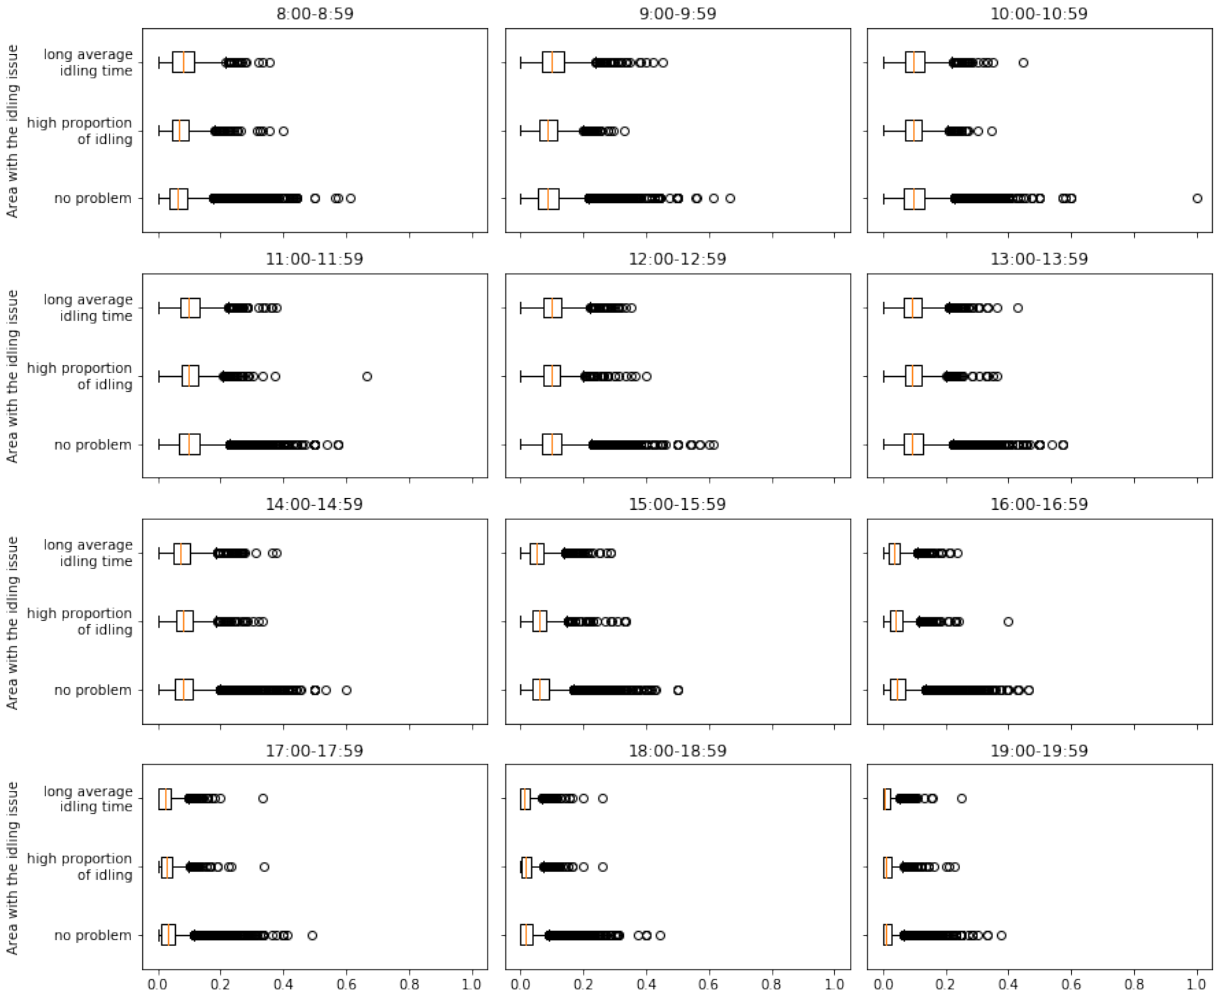 8:00-8:59
9:00-9:59
10:00-10:59
Area with the idling issue
long average
idling time
high proportion
of idling
no problem
11:00-11:59
12:00-12:59
13:00-13:59
Area with the idling issue
long average
idling time
high proportion
of idling
no problem
14:00-14:59
15:00-15:59
16:00-16:59
Area with the idling issue
long average
idling time
high proportion
of idling
no problem
17:00-17:59
18:00-18:59
19:00-19:59
Area with the idling issue
long average
idling time
high proportion
of idling
no problem
0.0 0.2 0.4 0.6 0.8 1.0
0.0 0.2 0.4 0.6 0.8 1.0
0.0 0.2 0.4 0.6 0.8 1.0